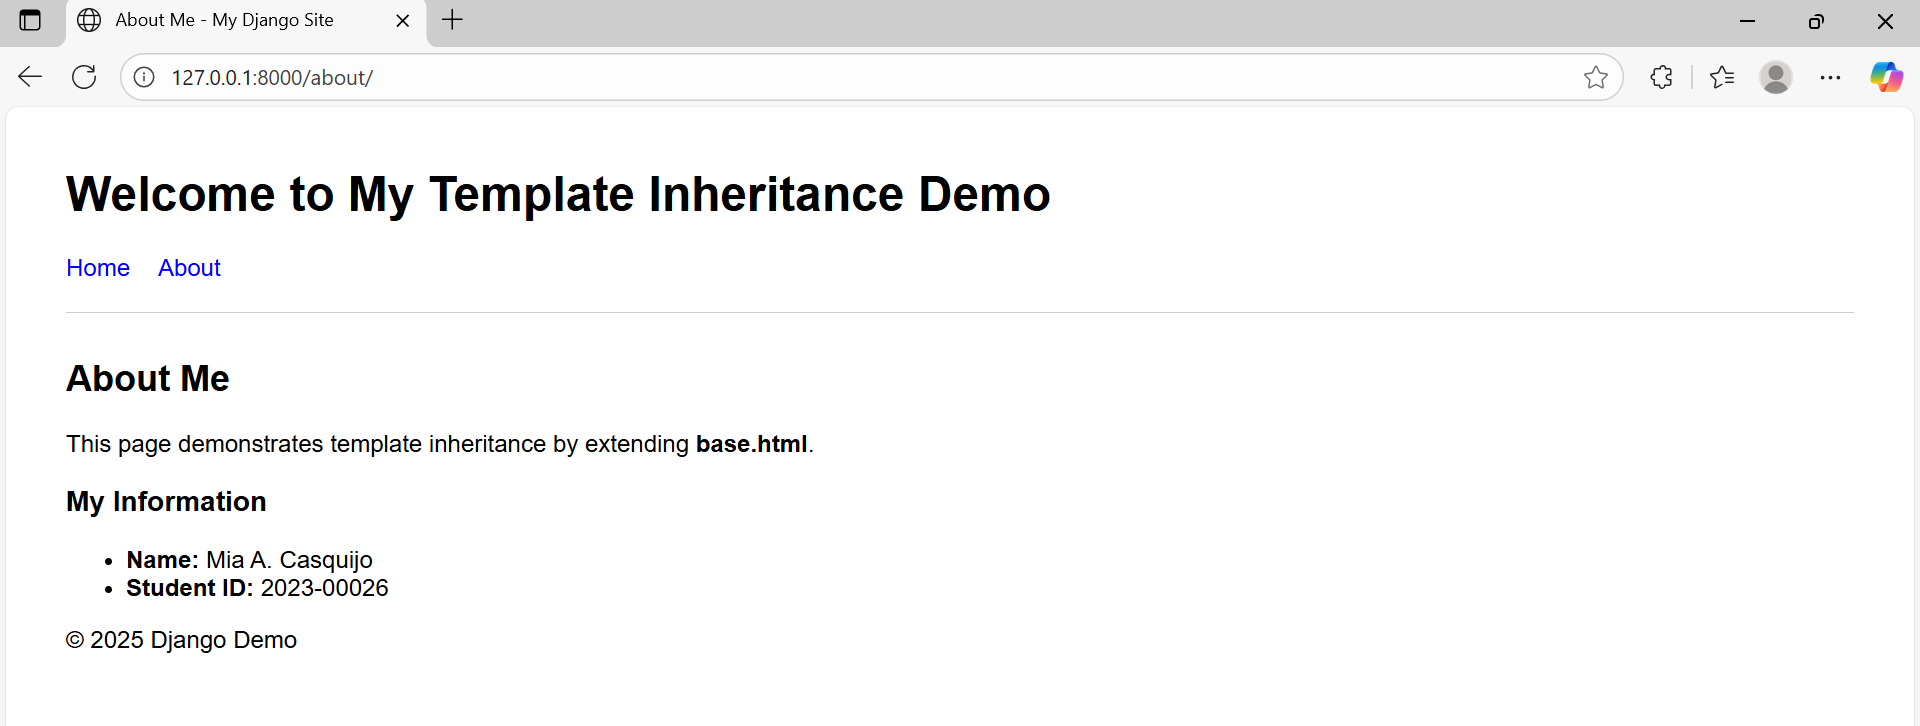 About Me - My Django Site
127.0.0.1:8000/about/
Welcome to My Template Inheritance Demo
Home About
About Me
This page demonstrates template inheritance by extending base.html.
My Information
• Name: Mia A. Casquijo
• Student ID: 2023-00026
© 2025 Django Demo